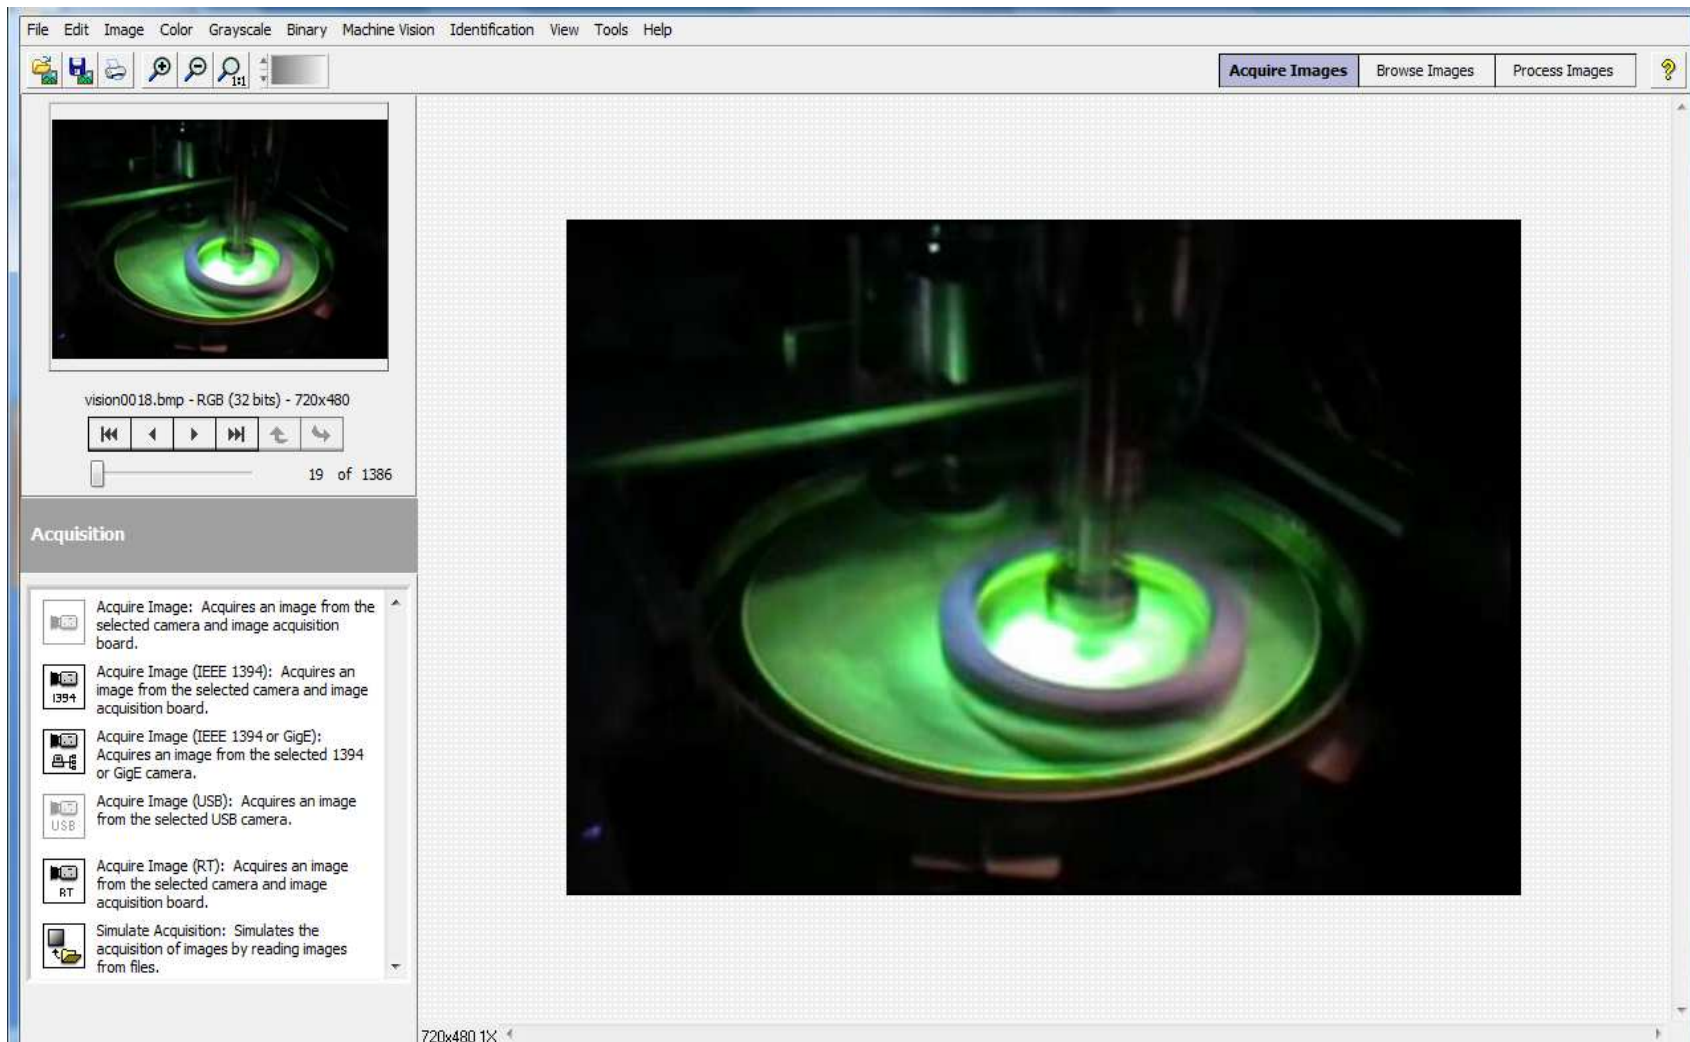 File Edit Image Color Grayscale Binary Machine Vision Identification View Tools Help
1:1
Acquire Images Browse Images Process Images
vision0018.bmp - RGB (32 bits) - 720x480
19 of 1386
Acquisition
Acquire Image: Acquires an image from the
selected camera and image acquisition
board.
1394
Acquire Image (IEEE 1394): Acquires an
image from the selected camera and image
acquisition board.
Acquire Image (IEEE 1394 or GigE):
Acquires an image from the selected 1394
or GigE camera.
USB
Acquire Image (USB): Acquires an image
from the selected USB camera.
RT
Acquire Image (RT): Acquires an image
from the selected camera and image
acquisition board.
Simulate Acquisition: Simulates the
acquisition of images by reading images
from files.
720x480 1X